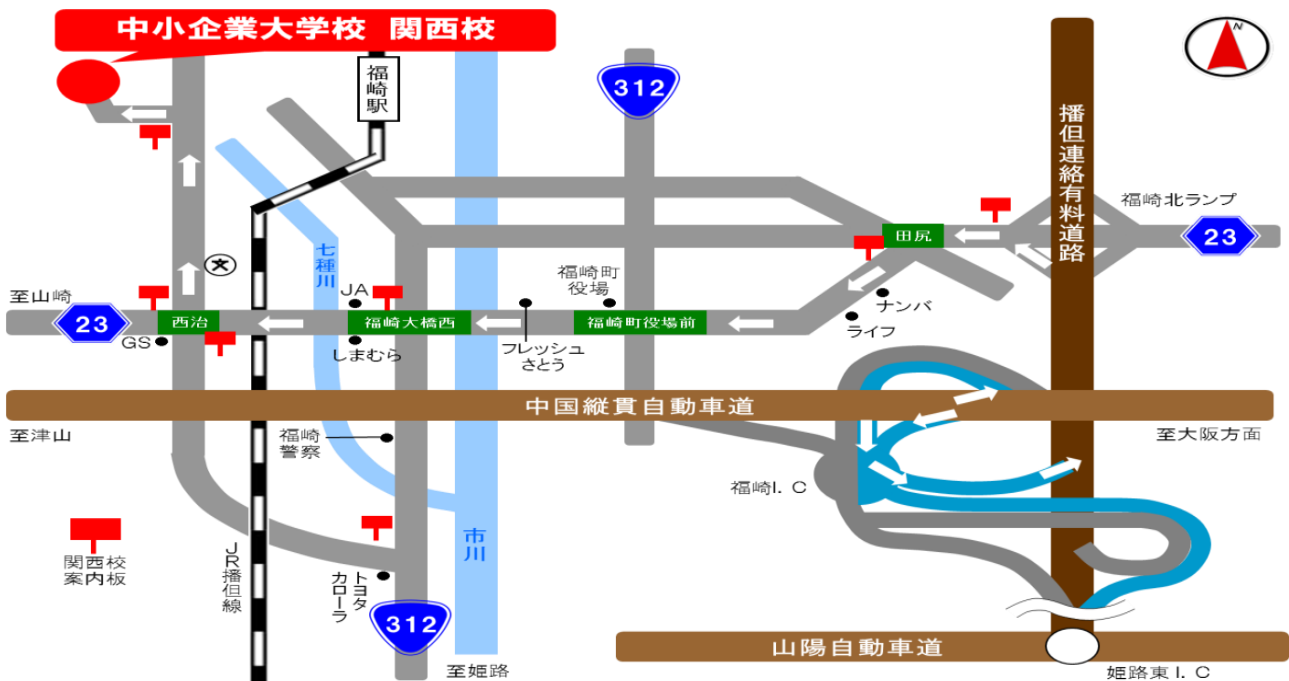 中小企業大学校 関西校
N
福崎駅
312
播但連絡有料道路
福崎北ランプ
23
田尻
七種川
福崎町
役場
JA
ナンバ
ライフ
至山崎
23
西治
福崎大橋西
福崎町役場前
GS
しまむら
フレッシュ
さとう
中国縦貫自動車道
至津山
至大阪方面
福崎
警察
福崎I.C
市川
関西校
案内板
JR播但線
トヨタ
カローラ
312
山陽自動車道
至姫路
姫路東I.C